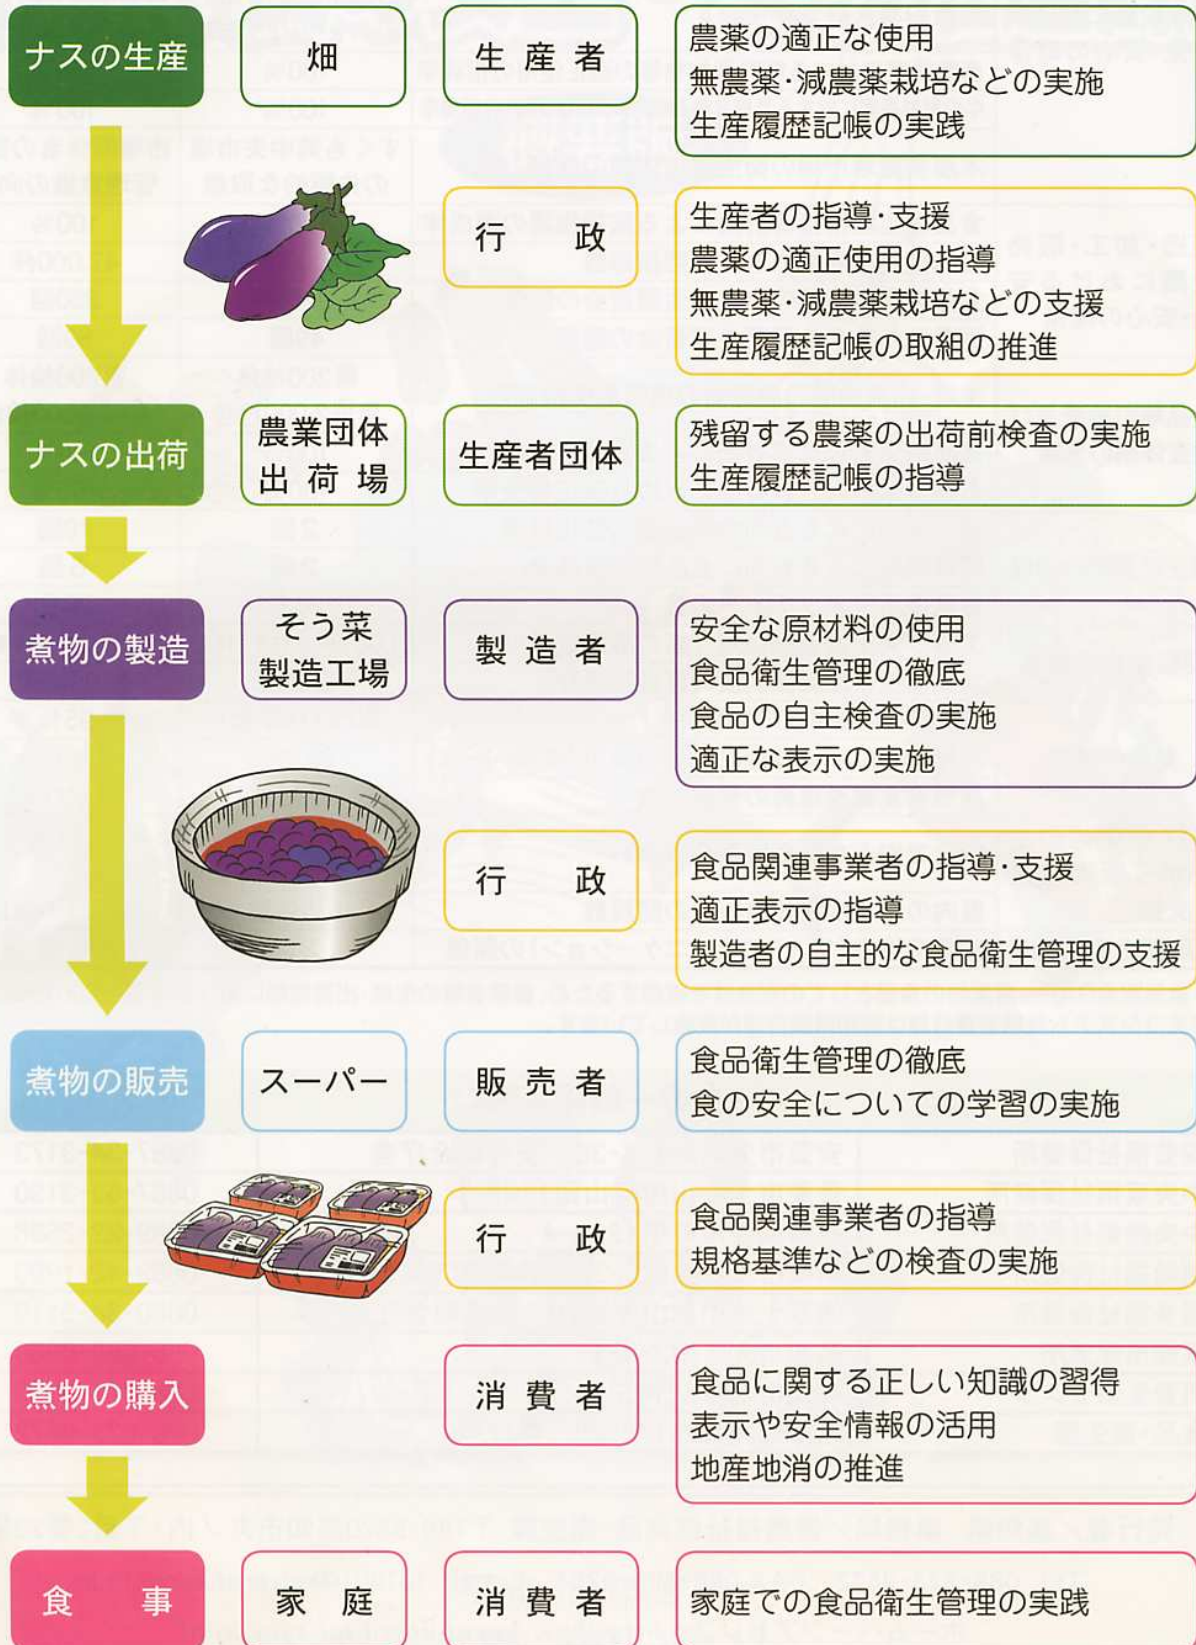 ナスの生産
畑
生産者
農薬の適正な使用
無農薬・減農薬栽培などの実施
生産履歴記帳の実践
行政
生産者の指導・支援
農薬の適正使用の指導
無農薬・減農薬栽培などの支援
生産履歴記帳の取組の推進
ナスの出荷
農業団体
出荷場
生産者団体
残留する農薬の出荷前検査の実施
生産履歴記帳の指導
煮物の製造
そう菜
製造工場
製造者
安全な原材料の使用
食品衛生管理の徹底
食品の自主検査の実施
適正な表示の実施
行政
食品関連事業者の指導・支援
適正表示の指導
製造者の自主的な食品衛生管理の支援
煮物の販売
スーパー
販売者
食品衛生管理の徹底
食の安全についての学習の実施
行政
食品関連事業者の指導
規格基準などの検査の実施
煮物の購入
消費者
食品に関する正しい知識の習得
表示や安全情報の活用
地産地消の推進
食事
家庭
消費者
家庭での食品衛生管理の実践